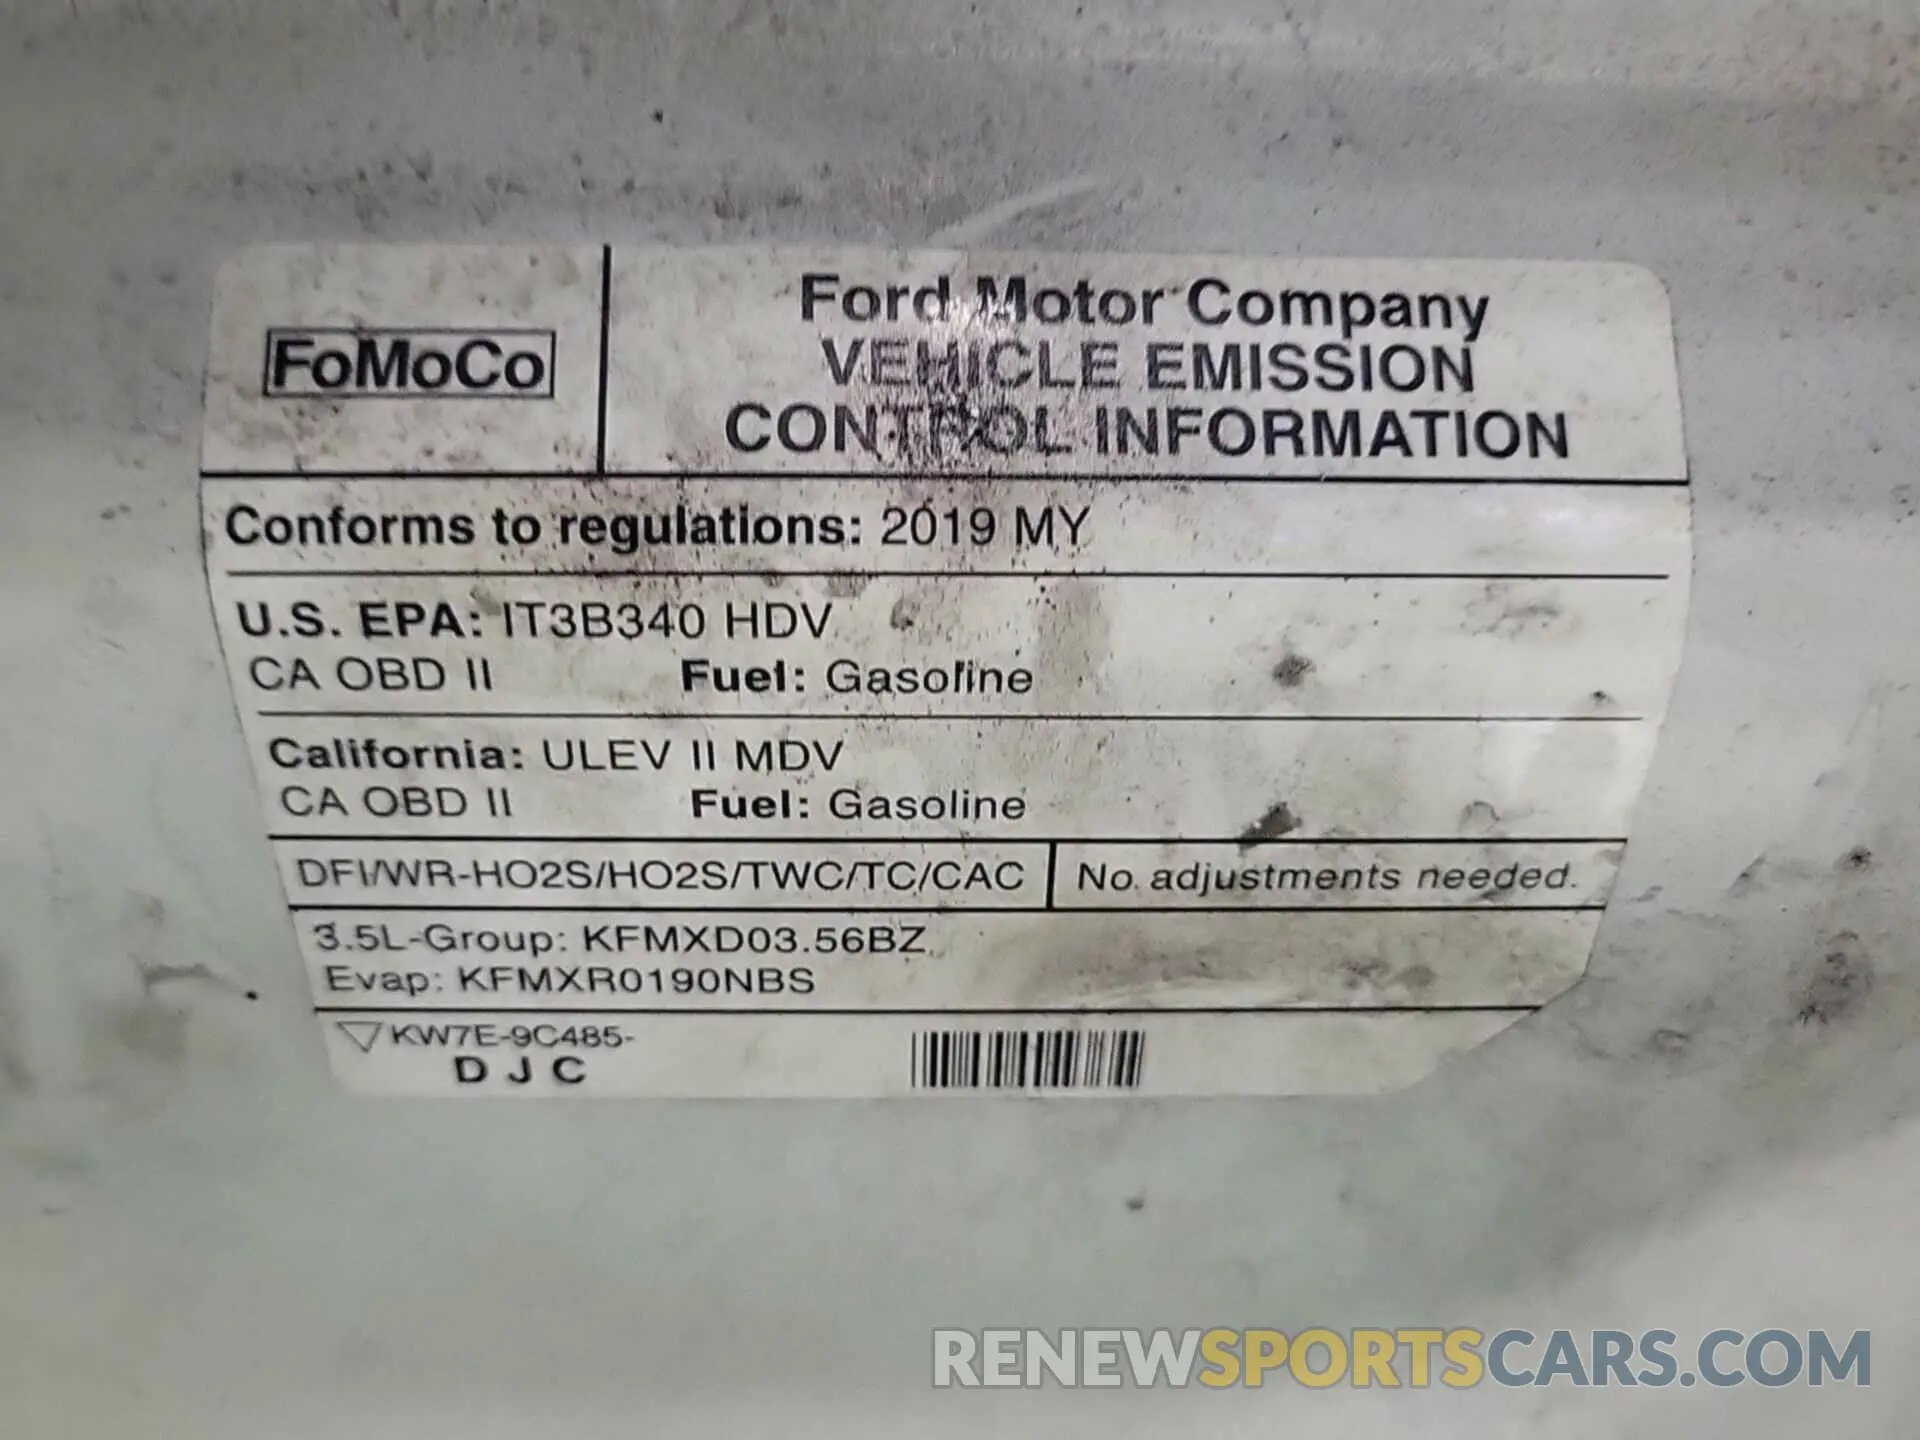 FoMoCo
Ford Motor Company
VEHICLE EMISSION
CONTROL INFORMATION
Conforms to regulations: 2019 MY
U.S. EPA: IT3B340 HDV
CA OBD II Fuel: Gasoline
California: ULEV II MDV
CA OBD II Fuel: Gasoline
DFI/WR-HO2S/HO2S/TWC/TC/CAC No adjustments needed.
3.5L-Group: KFMXD03.56BZ
Evap: KFMXR0190NBS
KW7E-9C485-
D J C
RENEWSPORTSCARS.COM